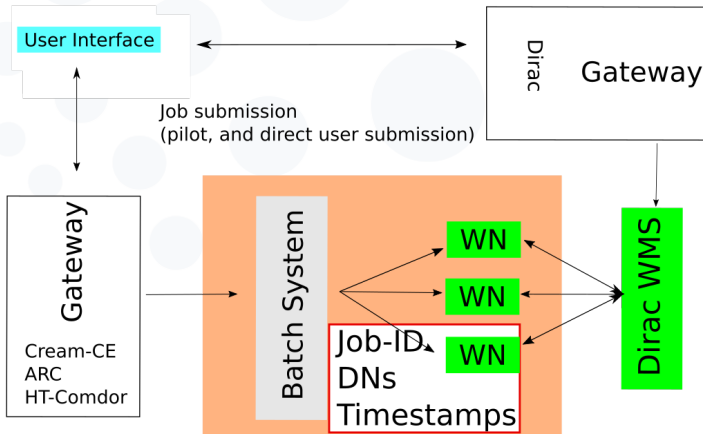 User Interface
Dirac
Gateway
Job submission
(pilot, and direct user submission)
Gateway
Cream-CE
ARC
HT-Comdor
Batch System
WN
WN
WN
Job-ID
DNs
Timestamps
Dirac WMS